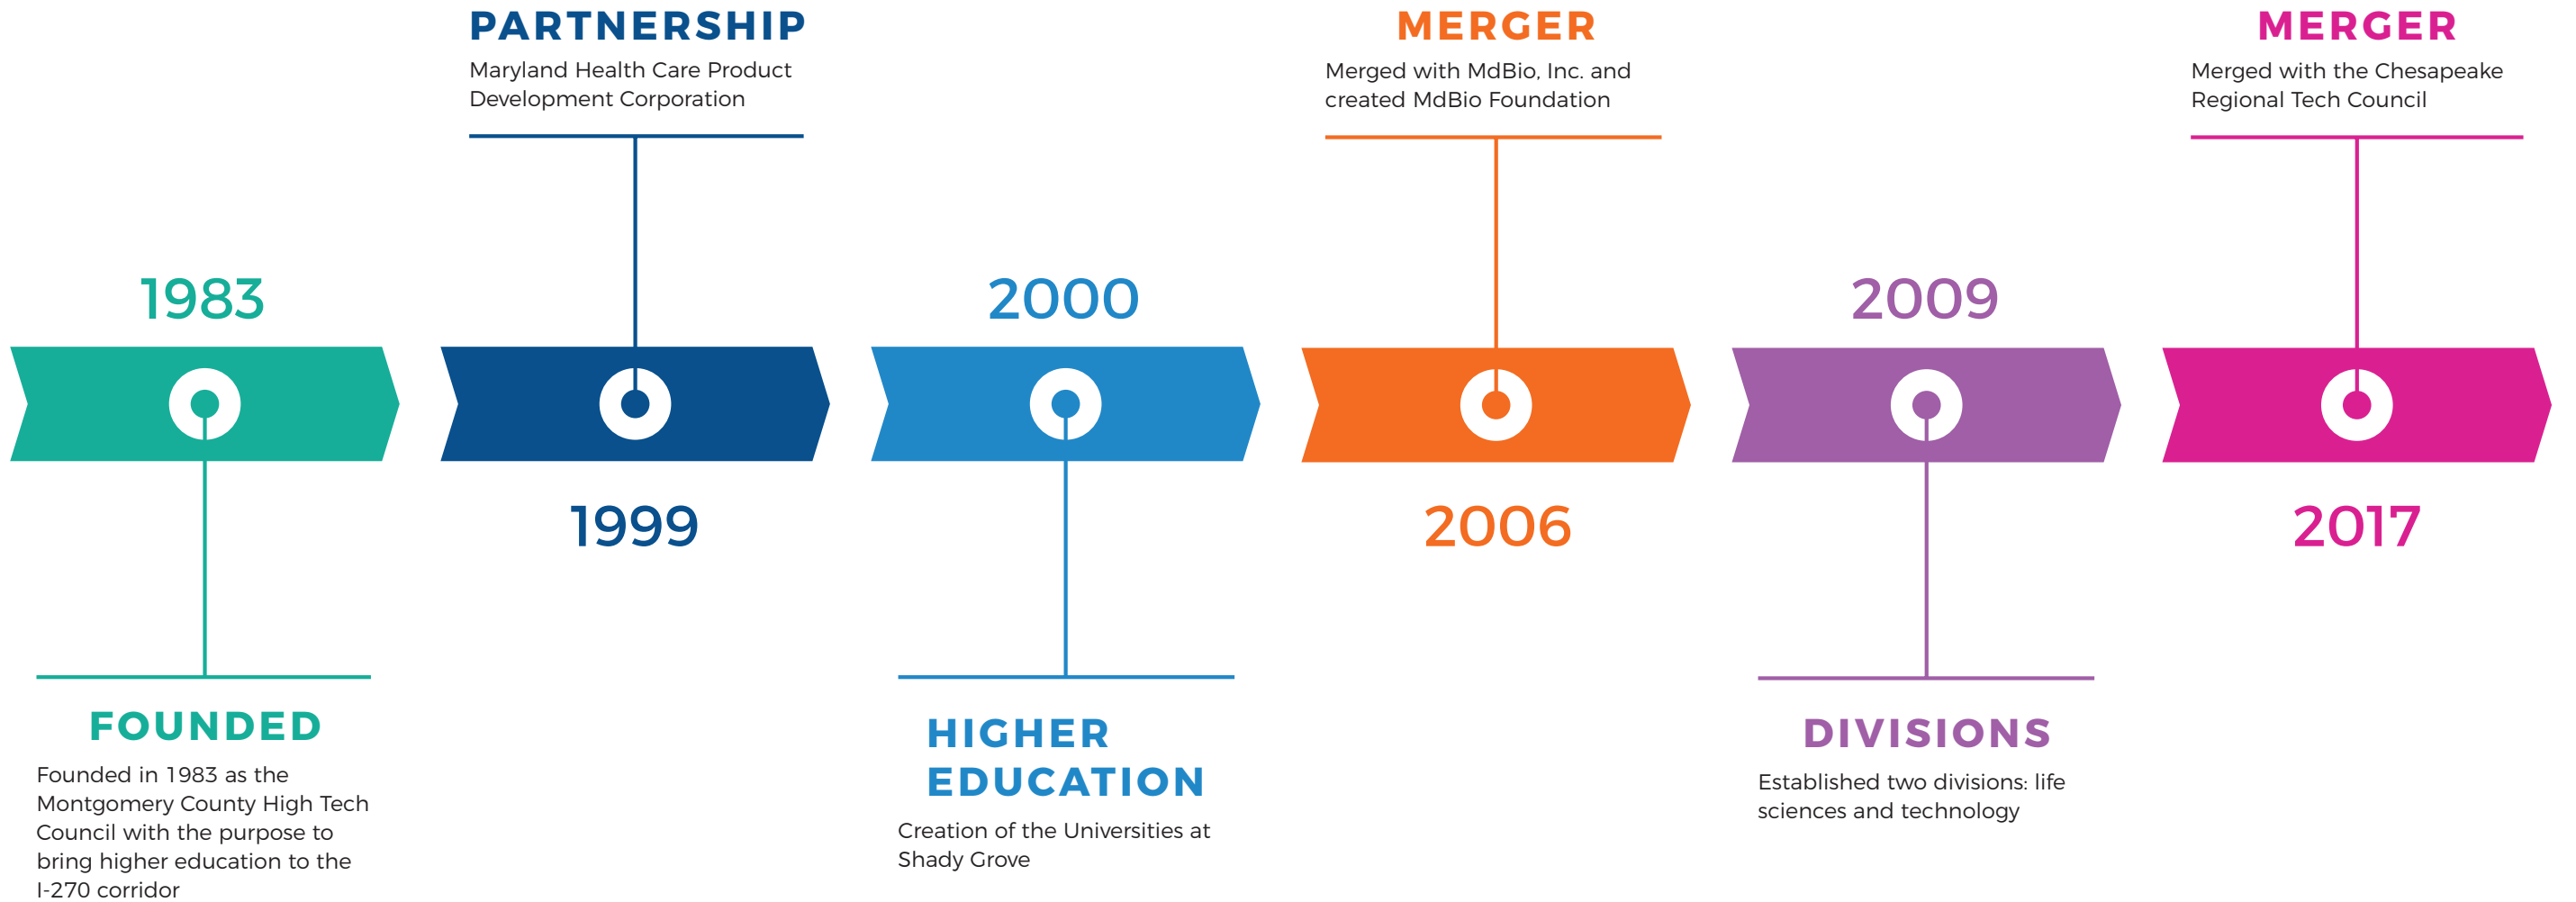 1983
FOUNDED
Founded in 1983 as the
Montgomery County High Tech
Council with the purpose to
bring higher education to the
I-270 corridor
PARTNERSHIP
Maryland Health Care Product
Development Corporation
1999
2000
HIGHER
EDUCATION
Creation of the Universities at
Shady Grove
MERGER
Merged with MdBio, Inc. and
created MdBio Foundation
2006
2009
DIVISIONS
Established two divisions: life
sciences and technology
MERGER
Merged with the Chesapeake
Regional Tech Council
2017